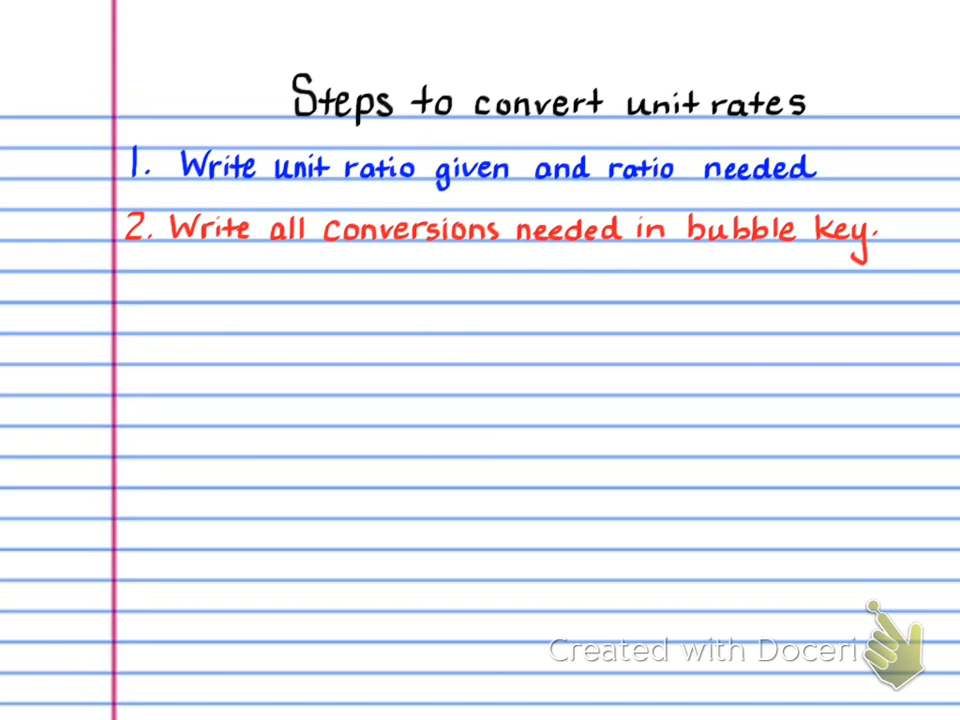 Steps to convert unit rates
1. Write unit ratio given and ratio needed
2. Write all conversions needed in bubble key.
Created with Doceri